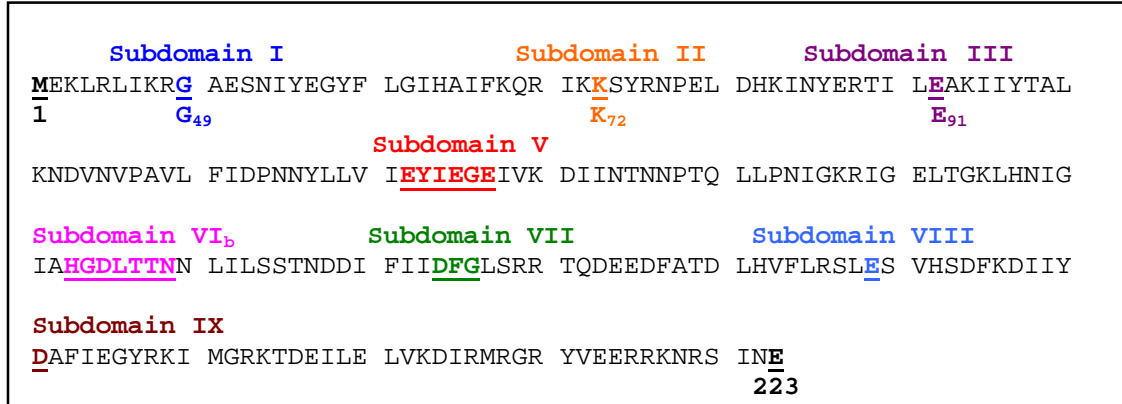 Subdomain I Subdomain II Subdomain III
MEKLRLIKRG AESNIYEGYF LGIHAIFKQR IKKSYRNPEL DHKINYERTI LEAKIIYTAL
1 G49 K72 E91
Subdomain V
KNDVNVPAVL FIDPNNYLLV IEYIEGEIVK DIINTNNPTQ LLPNIGKRIG ELTGKLHNIG
Subdomain VIb Subdomain VII Subdomain VIII
IAHGDLTTNN LILSSTNDDI FIIDFGLSRR TQDEEDFATD LHVFLRSLES VHSDFKDIIY
Subdomain IX
DAFIEGYRKI MGRKTDEILE LVKDIRMRGR YVEERRKNRS INE
223